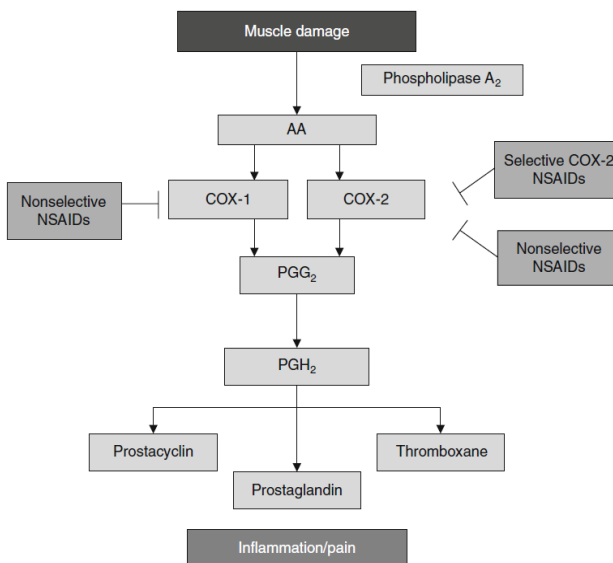 Muscle damage
Phospholipase A₂
AA
Selective COX-2
NSAIDs
Nonselective
NSAIDs
COX-1
COX-2
Nonselective
NSAIDs
PGG₂
PGH₂
Prostacyclin
Thromboxane
Prostaglandin
Inflammation/pain